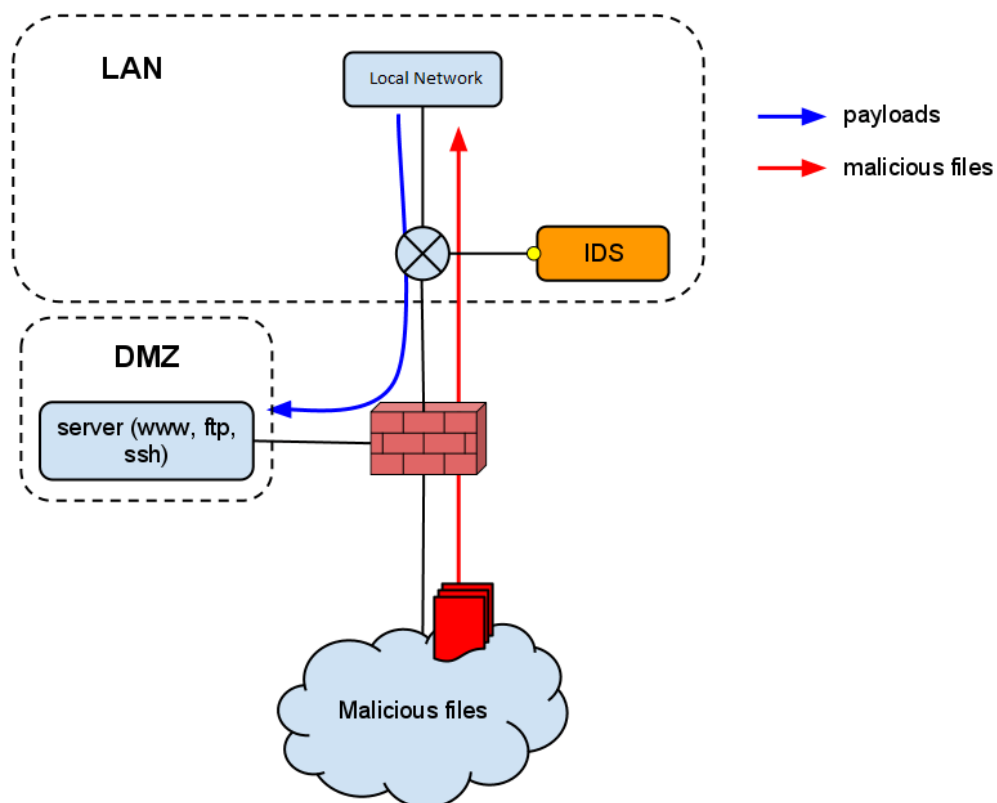 LAN
Local Network
payloads
malicious files
IDS
DMZ
server (www, ftp,
ssh)
Malicious files